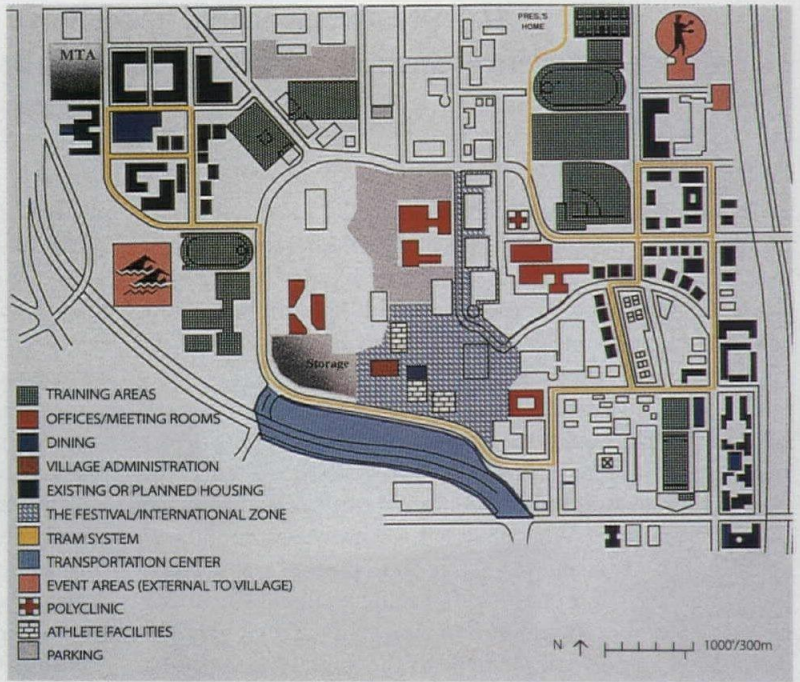 PRES.'S
HOME
MTA
Storage
TRAINING AREAS
OFFICES/MEETING ROOMS
DINING
VILLAGE ADMINISTRATION
EXISTING OR PLANNED HOUSING
THE FESTIVAL/INTERNATIONAL ZONE
TRAM SYSTEM
TRANSPORTATION CENTER
EVENT AREAS (EXTERNAL TO VILLAGE)
POLYCLINIC
ATHLETE FACILITIES
PARKING
N 1000'/300m